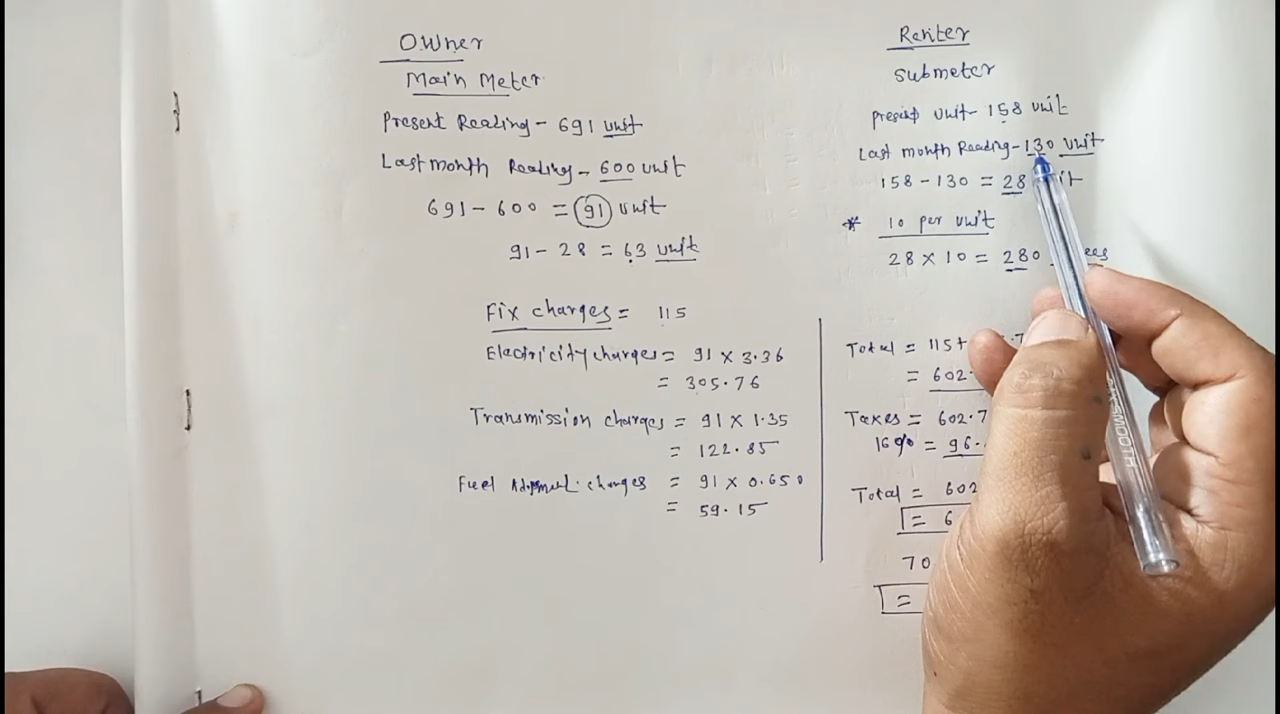 Owner
Main Meter
Present Reading - 691 unit
Last month Reading - 600 unit
691 - 600 = 91 unit
91 - 28 = 63 unit
Fix charges = 115
Electricity charges = 91 × 3.36
= 305.76
Transmission charges = 91 × 1.35
= 122.85
Fuel charges = 91 × 0.650
= 59.15
Renter
Submeter
present unit - 158 unit
Last month Reading - 130 unit
158 - 130 = 28
* 10 per unit
28 × 10 = 280
Total = 115+
= 602.
Taxes = 602.7
16% = 96.
Total = 602
= 6
70
=